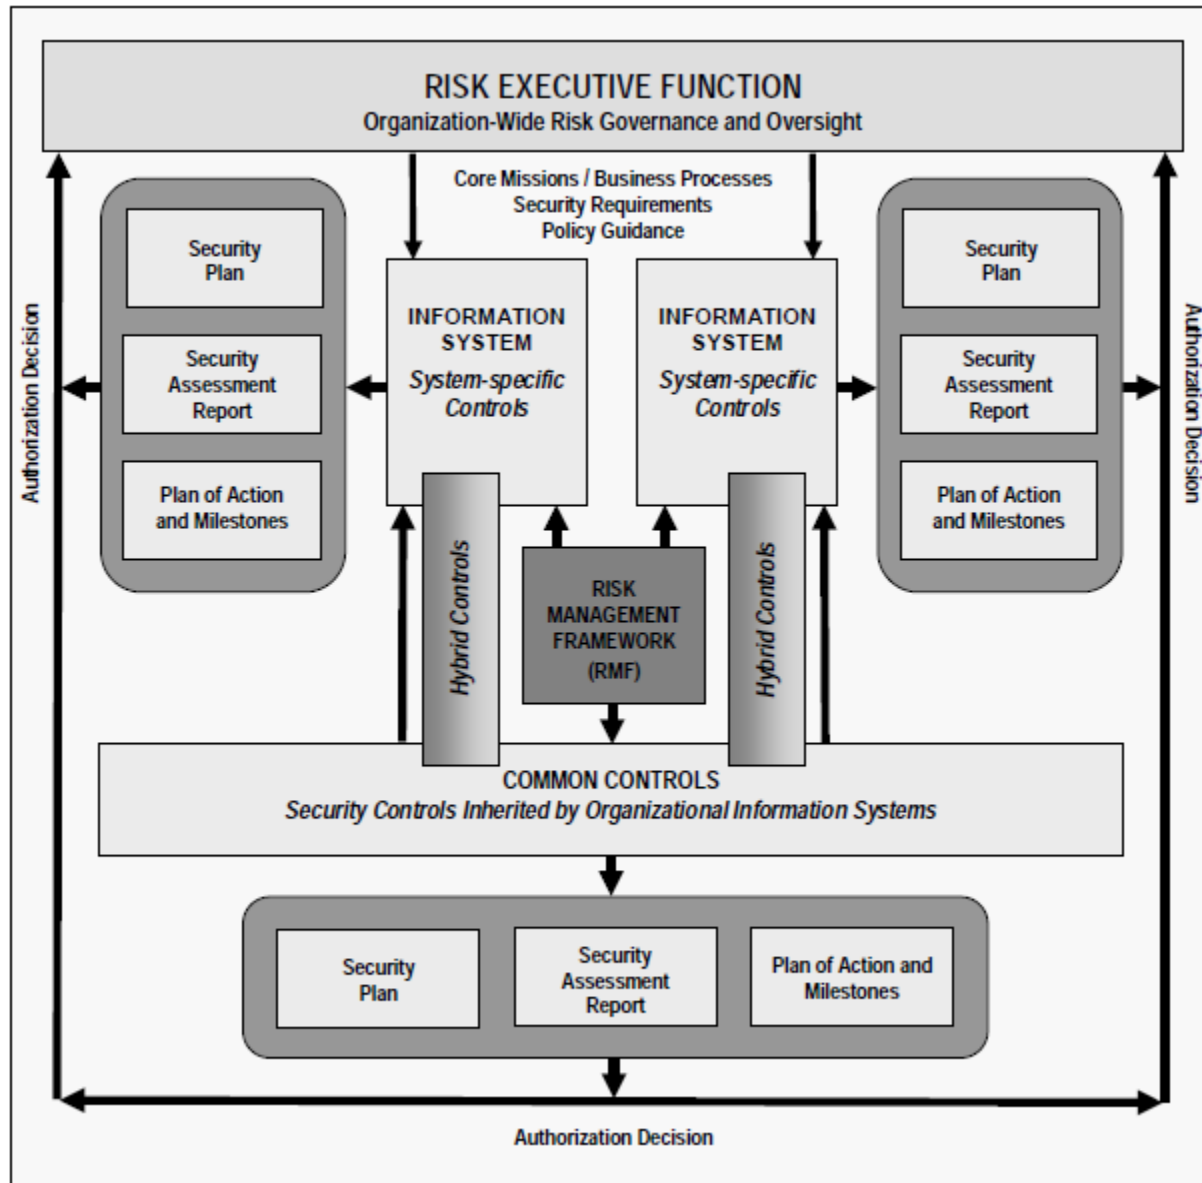 RISK EXECUTIVE FUNCTION
Organization-Wide Risk Governance and Oversight
Core Missions / Business Processes
Security Requirements
Policy Guidance
Authorization Decision
Security
Plan
Security
Assessment
Report
Plan of Action
and Milestones
INFORMATION
SYSTEM
System-specific
Controls
INFORMATION
SYSTEM
System-specific
Controls
Security
Plan
Security
Assessment
Report
Plan of Action
and Milestones
Authorization Decision
Hybrid Controls
RISK
MANAGEMENT
FRAMEWORK
(RMF)
Hybrid Controls
COMMON CONTROLS
Security Controls Inherited by Organizational Information Systems
Security
Plan
Security
Assessment
Report
Plan of Action and
Milestones
Authorization Decision